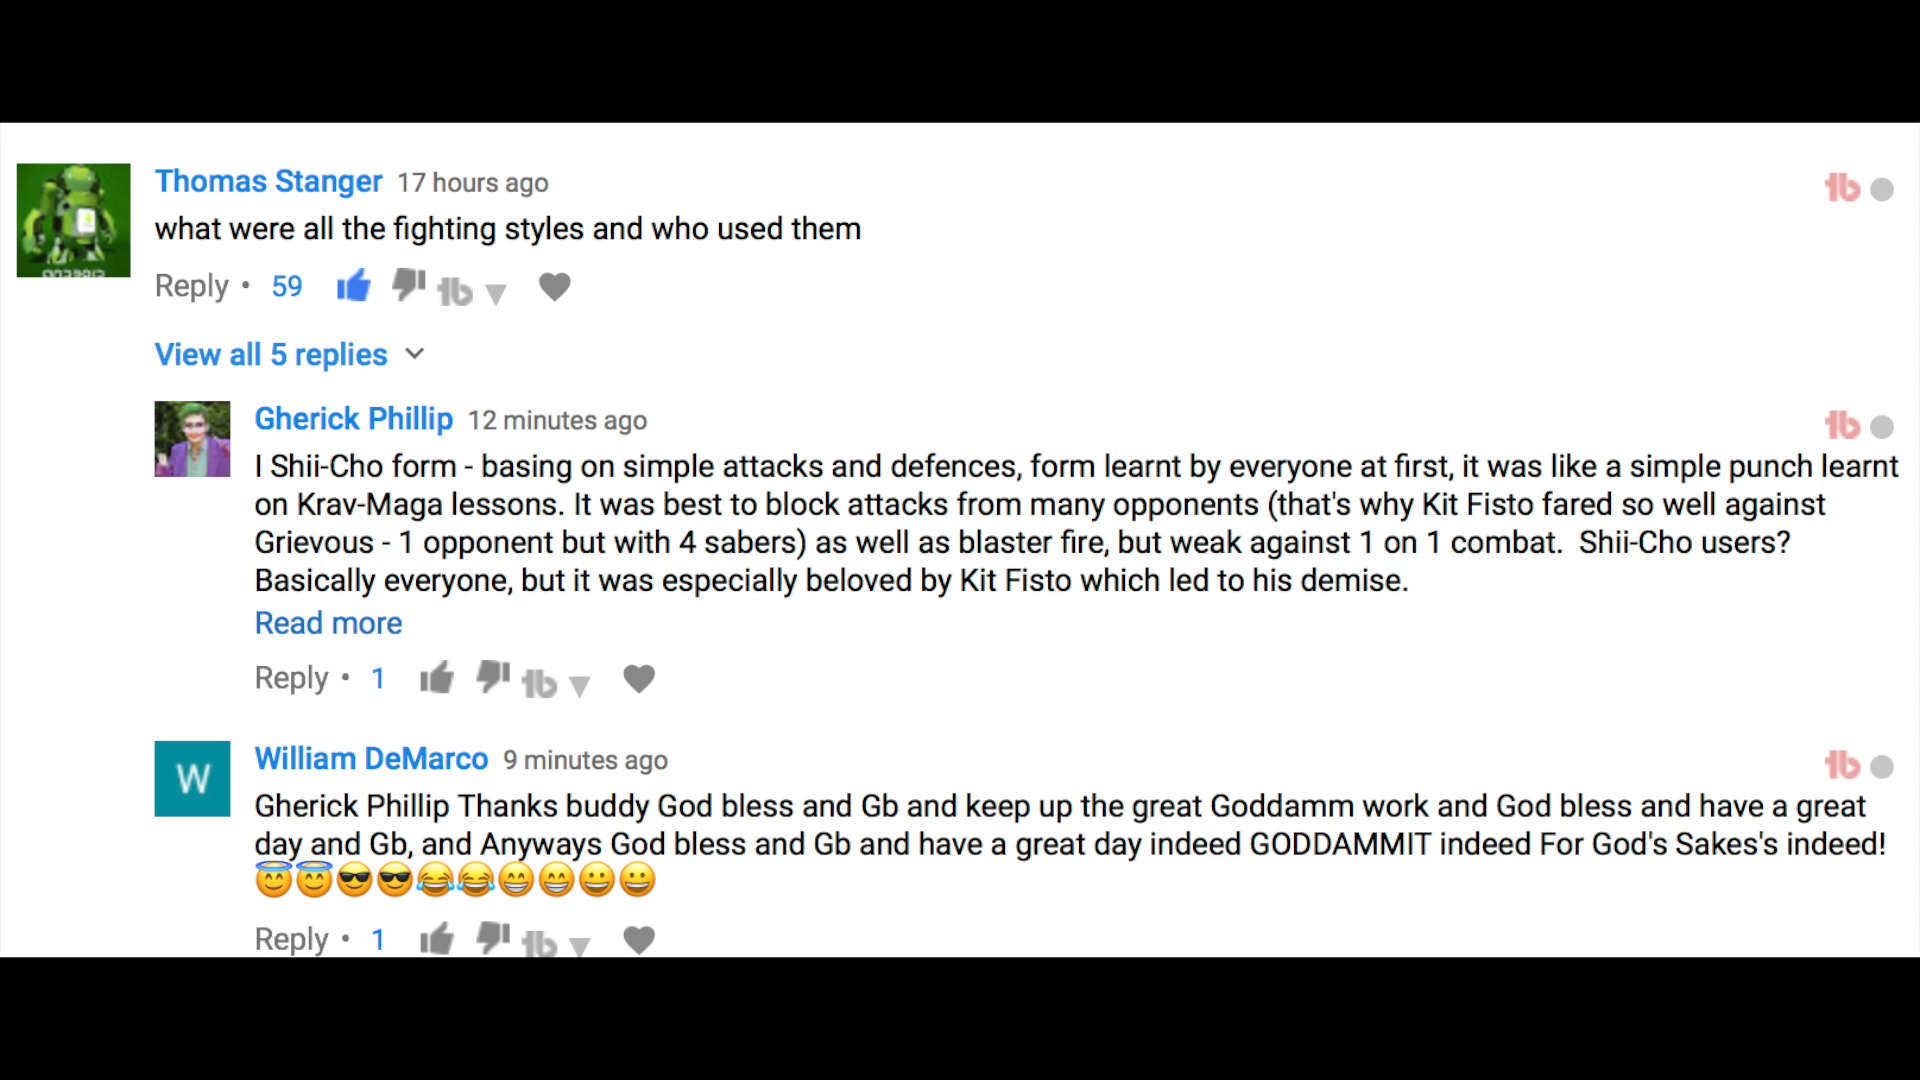 Thomas Stanger 17 hours ago
what were all the fighting styles and who used them
Reply • 59
View all 5 replies
Gherick Phillip 12 minutes ago
I Shii-Cho form - basing on simple attacks and defences, form learnt by everyone at first, it was like a simple punch learnt
on Krav-Maga lessons. It was best to block attacks from many opponents (that's why Kit Fisto fared so well against
Grievous - 1 opponent but with 4 sabers) as well as blaster fire, but weak against 1 on 1 combat.  Shii-Cho users?
Basically everyone, but it was especially beloved by Kit Fisto which led to his demise.
Read more
Reply • 1
W
William DeMarco 9 minutes ago
Gherick Phillip Thanks buddy God bless and Gb and keep up the great Goddamm work and God bless and have a great
day and Gb, and Anyways God bless and Gb and have a great day indeed GODDAMMIT indeed For God's Sakes's indeed!
😇😇😎😎😂😂😁😁😀😀
Reply • 1